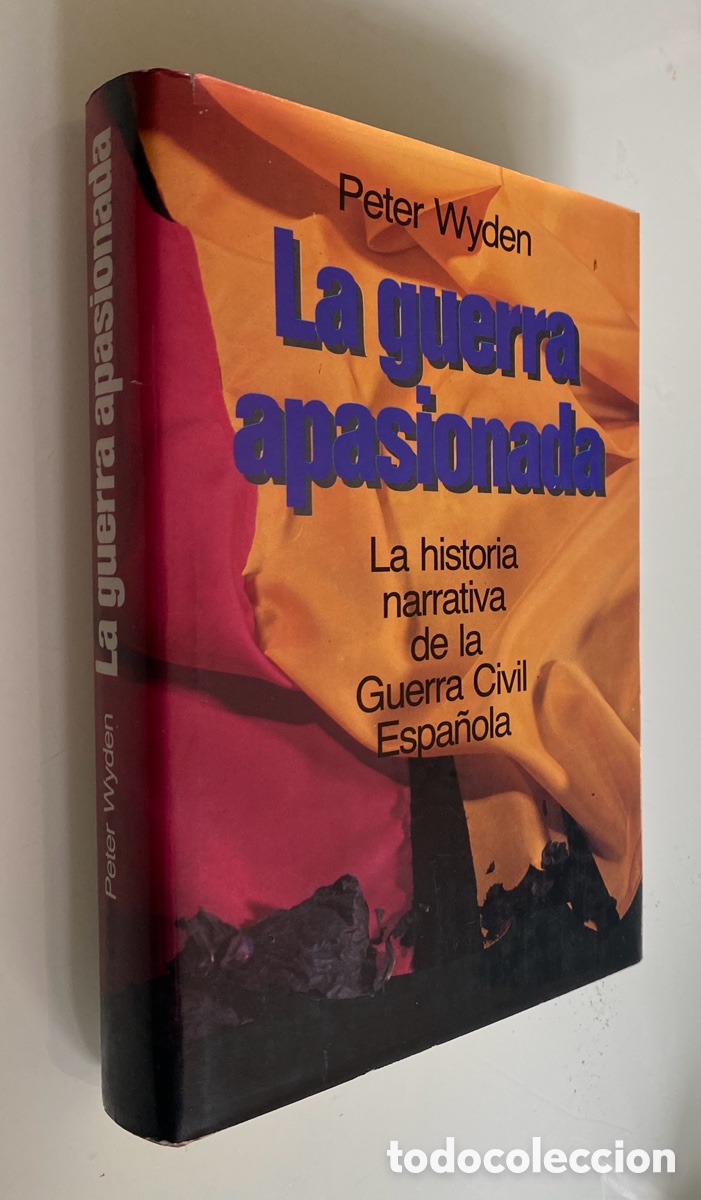 Peter Wyden
La guerra
apasionada
La historia
narrativa
de la
Guerra Civil
Española
Peter Wyden La guerra apasionada
todocoleccion